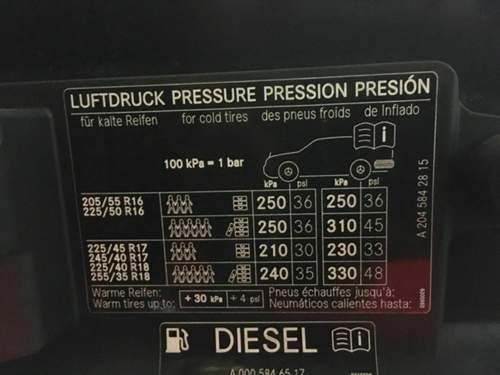 LUFTDRUCK PRESSURE PRESSION PRESIÓN
für kalte Reifen for cold tires des pneus froids de Inflado
i
100 kPa = 1 bar
kPa psi kPa psi
205/55 R16
225/50 R16
250 36 250 36
250 36 310 45
225/45 R17
245/40 R17
225/40 R18
255/35 R18
210 30 230 33
240 35 330 48
Warme Reifen:
Warm tires up to:
+ 30 kPa + 4 psi
Pneus échauffes jusqu'à:
Neumáticos calientes hasta:
A 204 584 28 15
DIESEL i
A 000 584 65 17